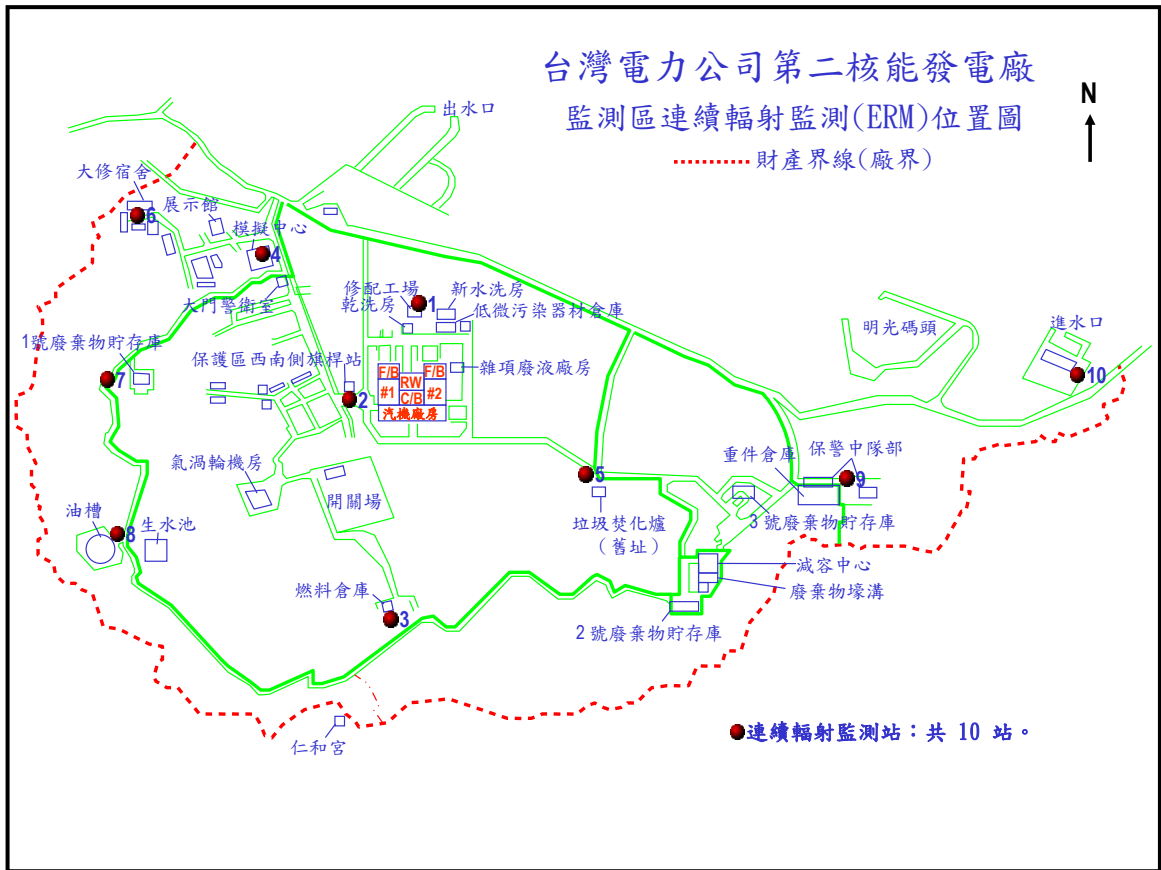 台灣電力公司第二核能發電廠
監測區連續輻射監測(ERM)位置圖
財產界線(廠界)
N
出水口
大修宿舍
6
展示館
模擬中心
4
大門警衛室
修配工場
1
新水洗房
乾洗房
低微污染器材倉庫
1號廢棄物貯存庫
7
保護區西南側旗桿站
2
F/B
RW
F/B
#1
C/B
#2
汽機廠房
雜項廢液廠房
明光碼頭
進水口
10
氣渦輪機房
開關場
5
垃圾焚化爐
(舊址)
重件倉庫
保警中隊部
9
3號廢棄物貯存庫
油槽
8
生水池
減容中心
廢棄物壕溝
2號廢棄物貯存庫
燃料倉庫
3
仁和宮
連續輻射監測站：共 10 站。